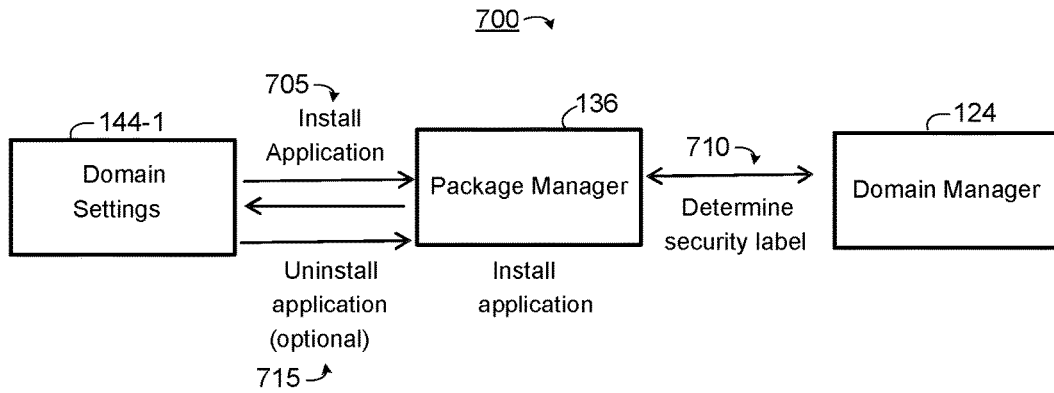 700
705
Install
Application
144-1
Domain
Settings
136
Package Manager
710
Determine
security label
124
Domain Manager
Uninstall
application
(optional)
715
Install
application